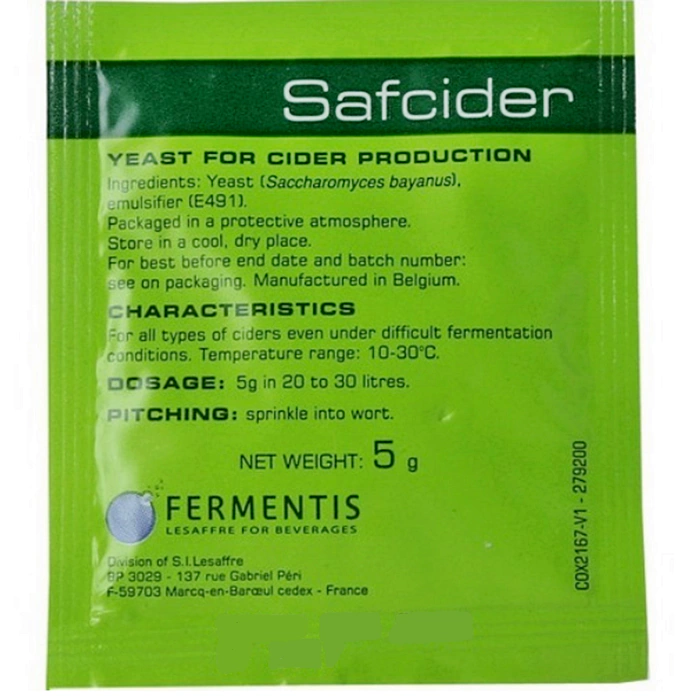 Safcider
YEAST FOR CIDER PRODUCTION
Ingredients: Yeast (Saccharomyces bayanus),
emulsifier (E491).
Packaged in a protective atmosphere.
Store in a cool, dry place.
For best before end date and batch number:
see on packaging. Manufactured in Belgium.
CHARACTERISTICS
For all types of ciders even under difficult fermentation
conditions. Temperature range: 10-30°C.
DOSAGE: 5g in 20 to 30 litres.
PITCHING: sprinkle into wort.
NET WEIGHT: 5 g
FERMENTIS
LESAFFRE FOR BEVERAGES
Division of S.I.Lesaffre
BP 3029 - 137 rue Gabriel Péri
F-59703 Marcq-en-Barœul cedex - France
COX2167-V1 - 279200